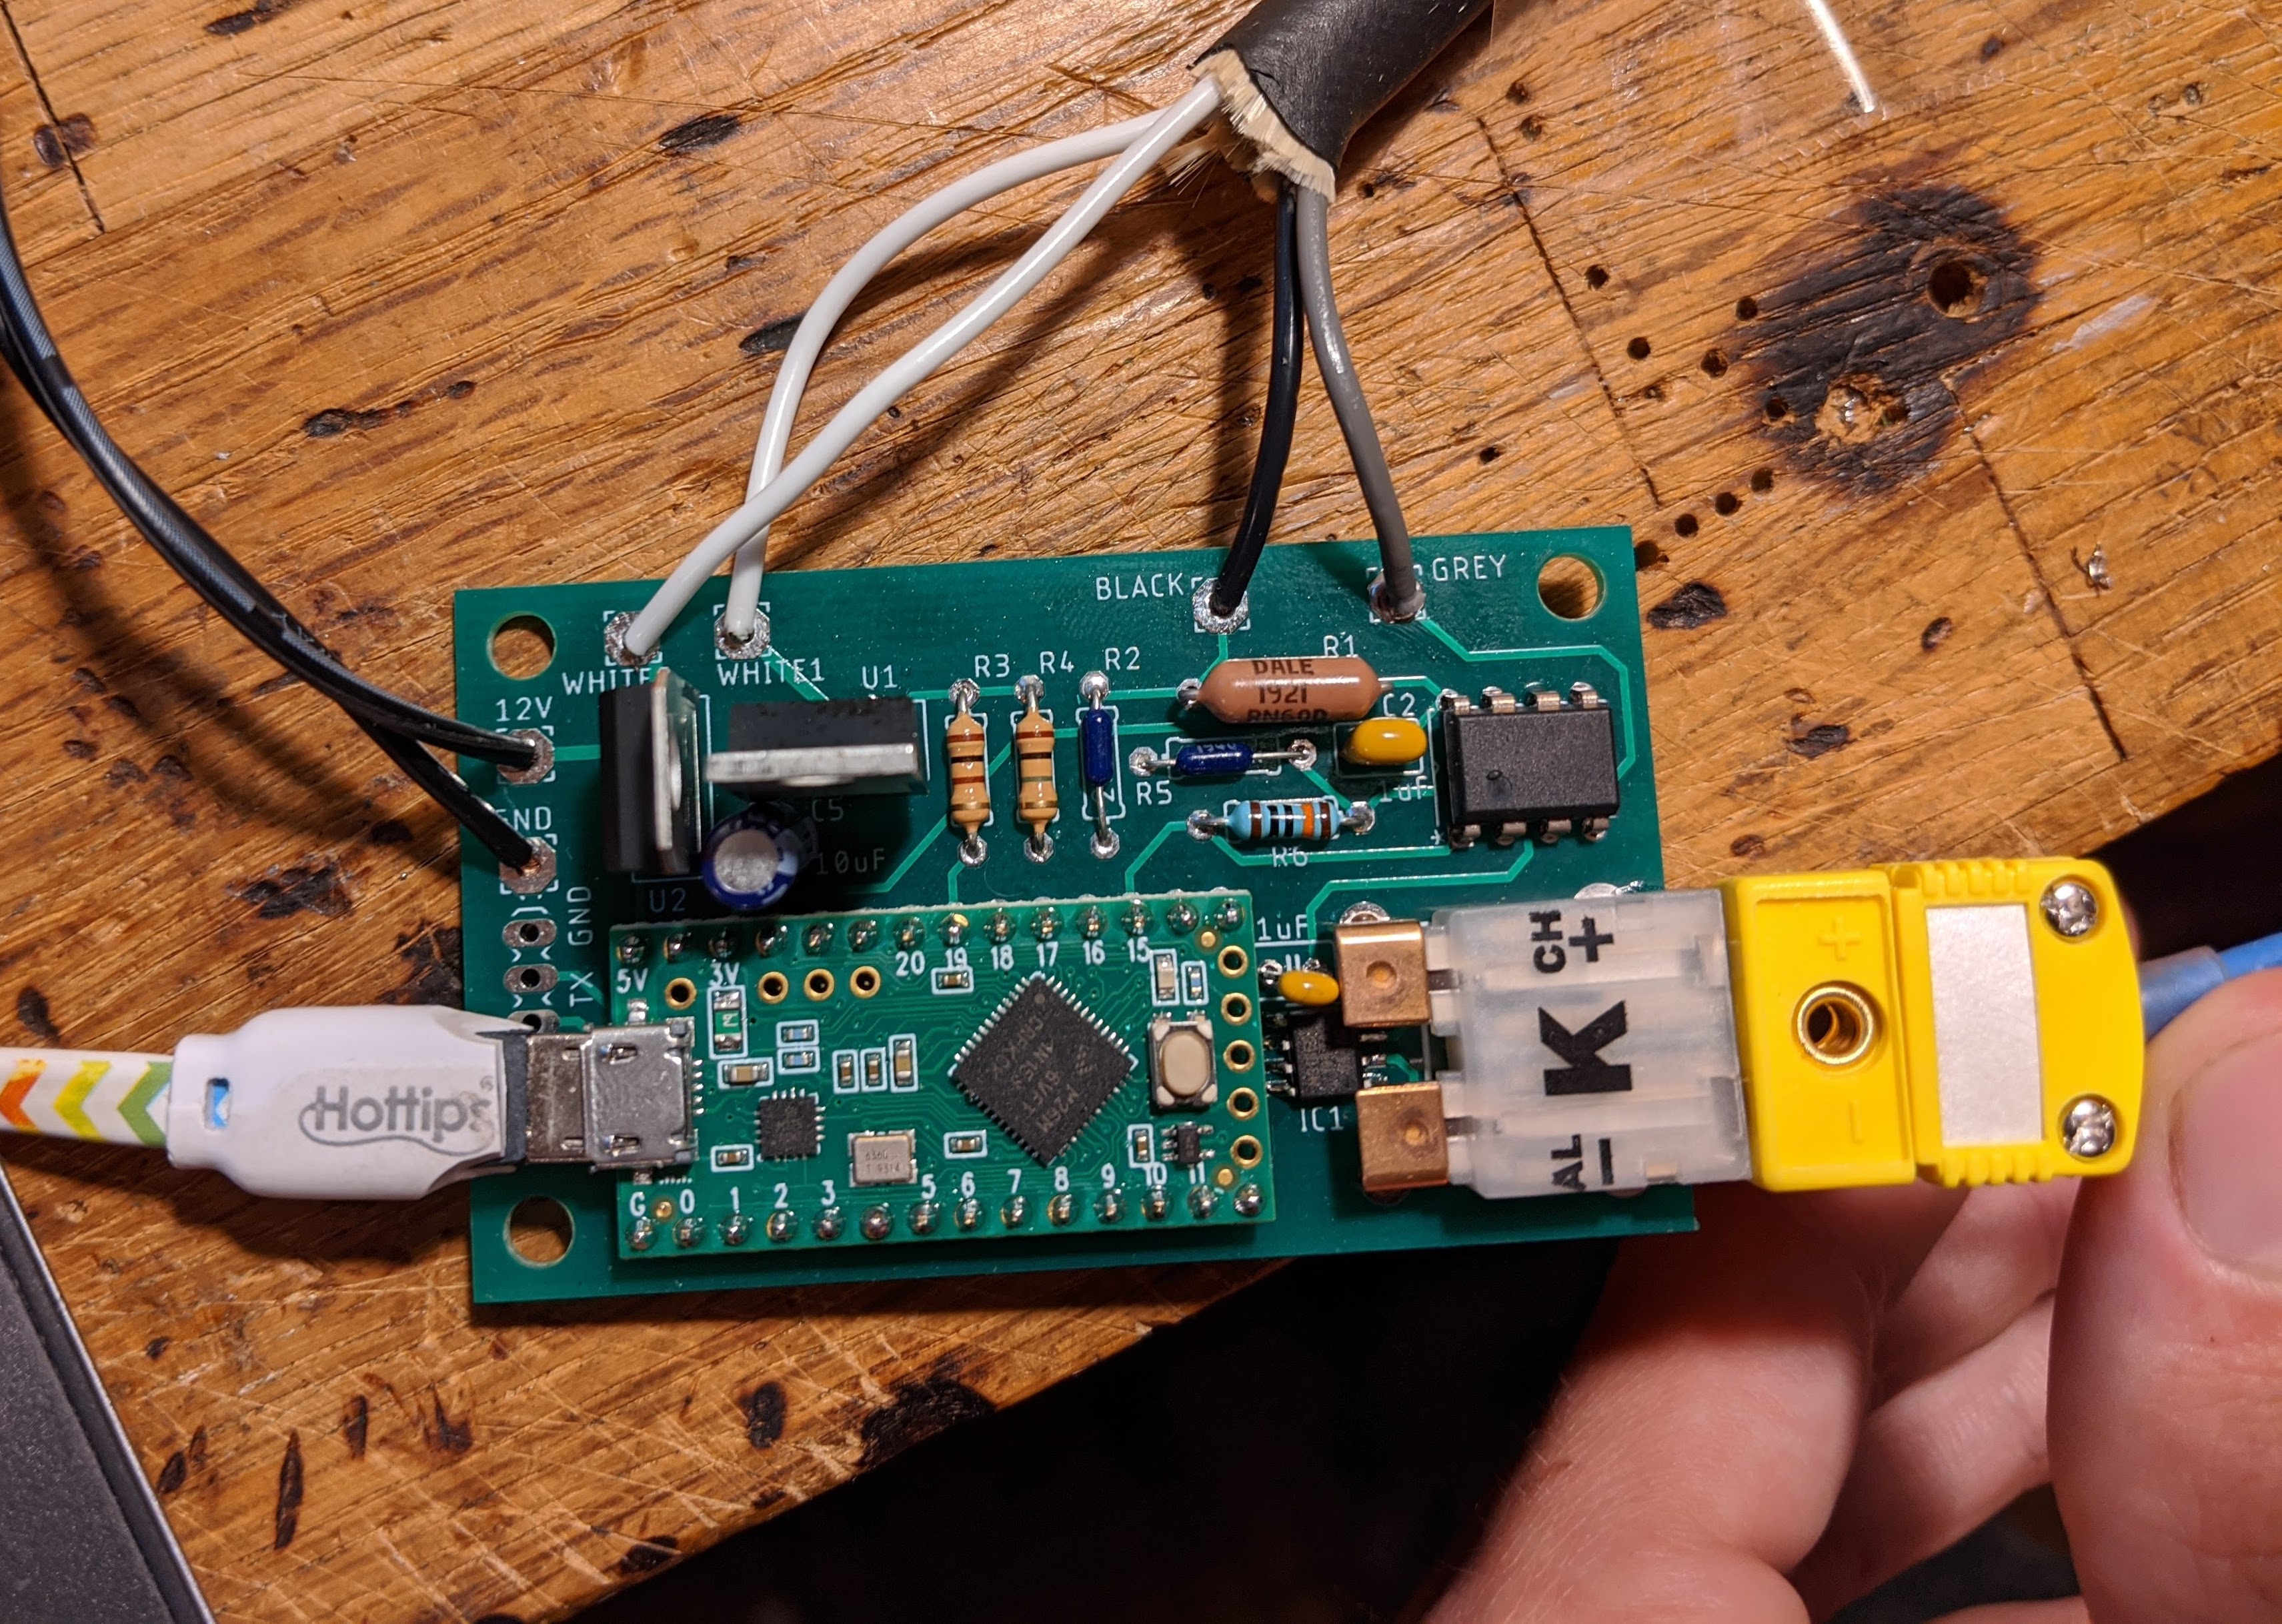 BLACK
GREY
WHITE
WHITE1
U1
R3
R4
R2
R1
12V
DALE
1921
RN60D
C2
R5
1uF
GND
C5
10uF
R6
U2
GND
TX
5V
3V
20
19
18
17
16
15
1uF
CH
+
K
AL
−
+
−
IC1
Hottips®
G
0
1
2
3
5
6
7
8
9
10
11